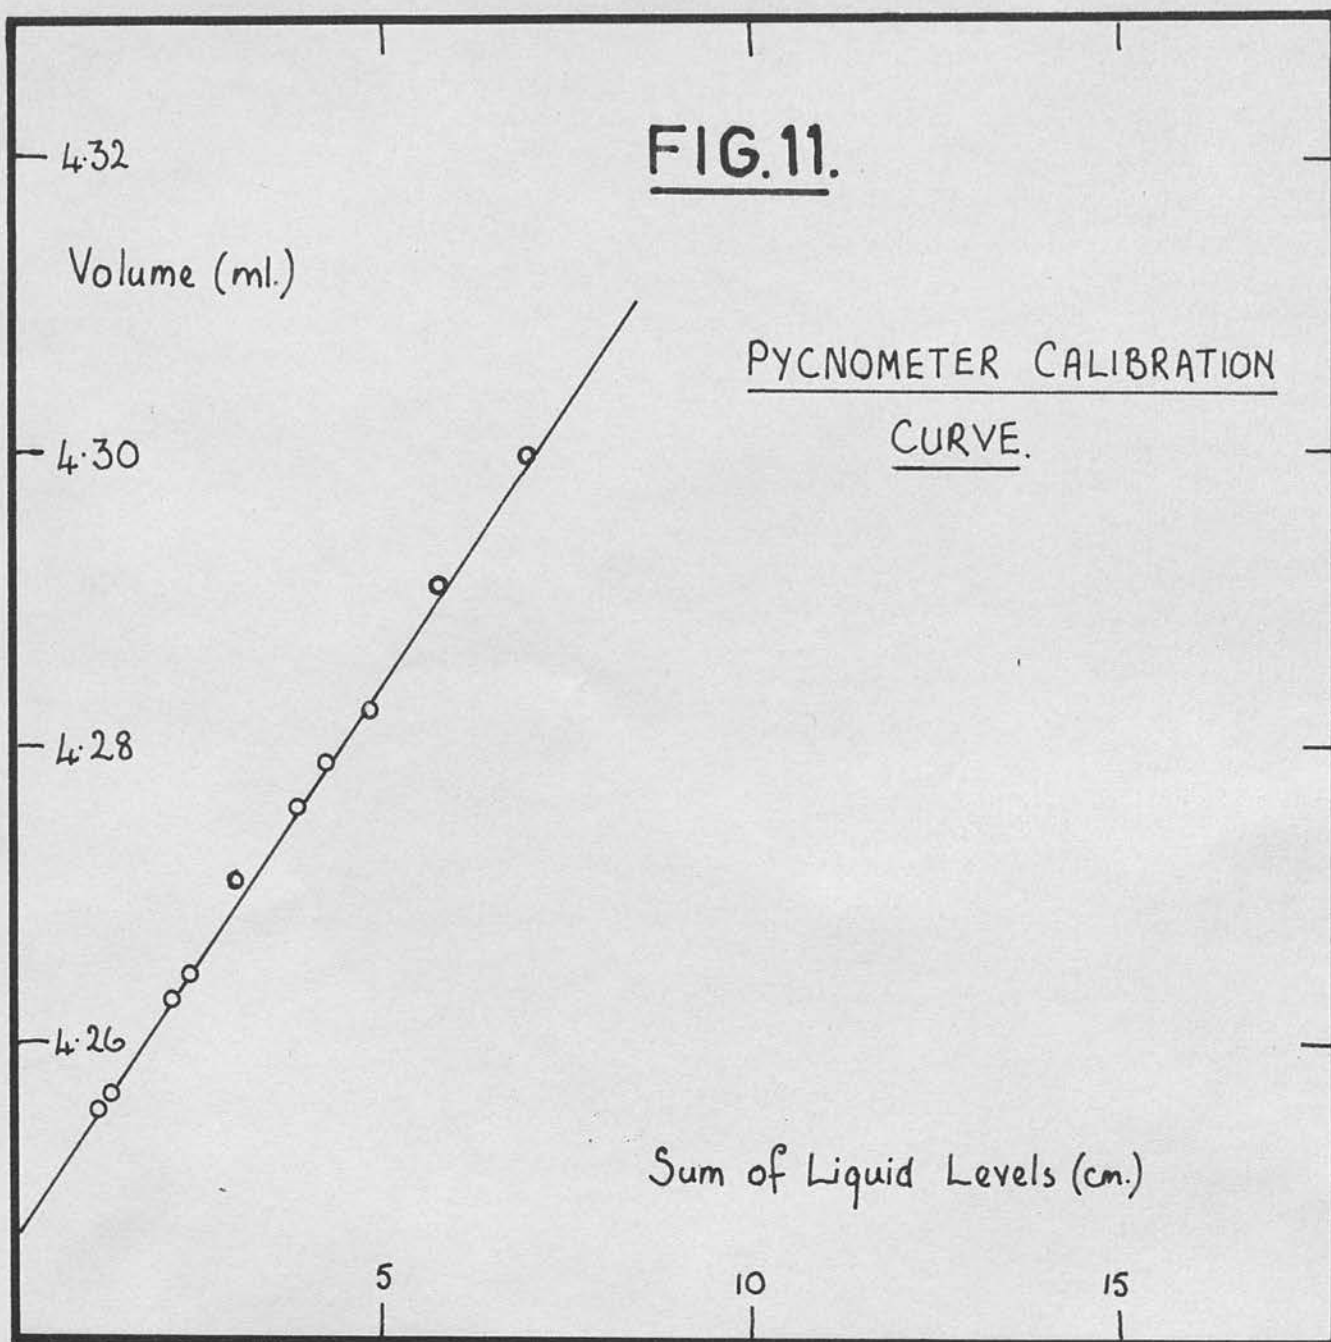 FIG.11.
4.32
Volume (ml.)
PYCNOMETER CALIBRATION
CURVE.
4.30
4.28
4.26
Sum of Liquid Levels (cm.)
5
10
15